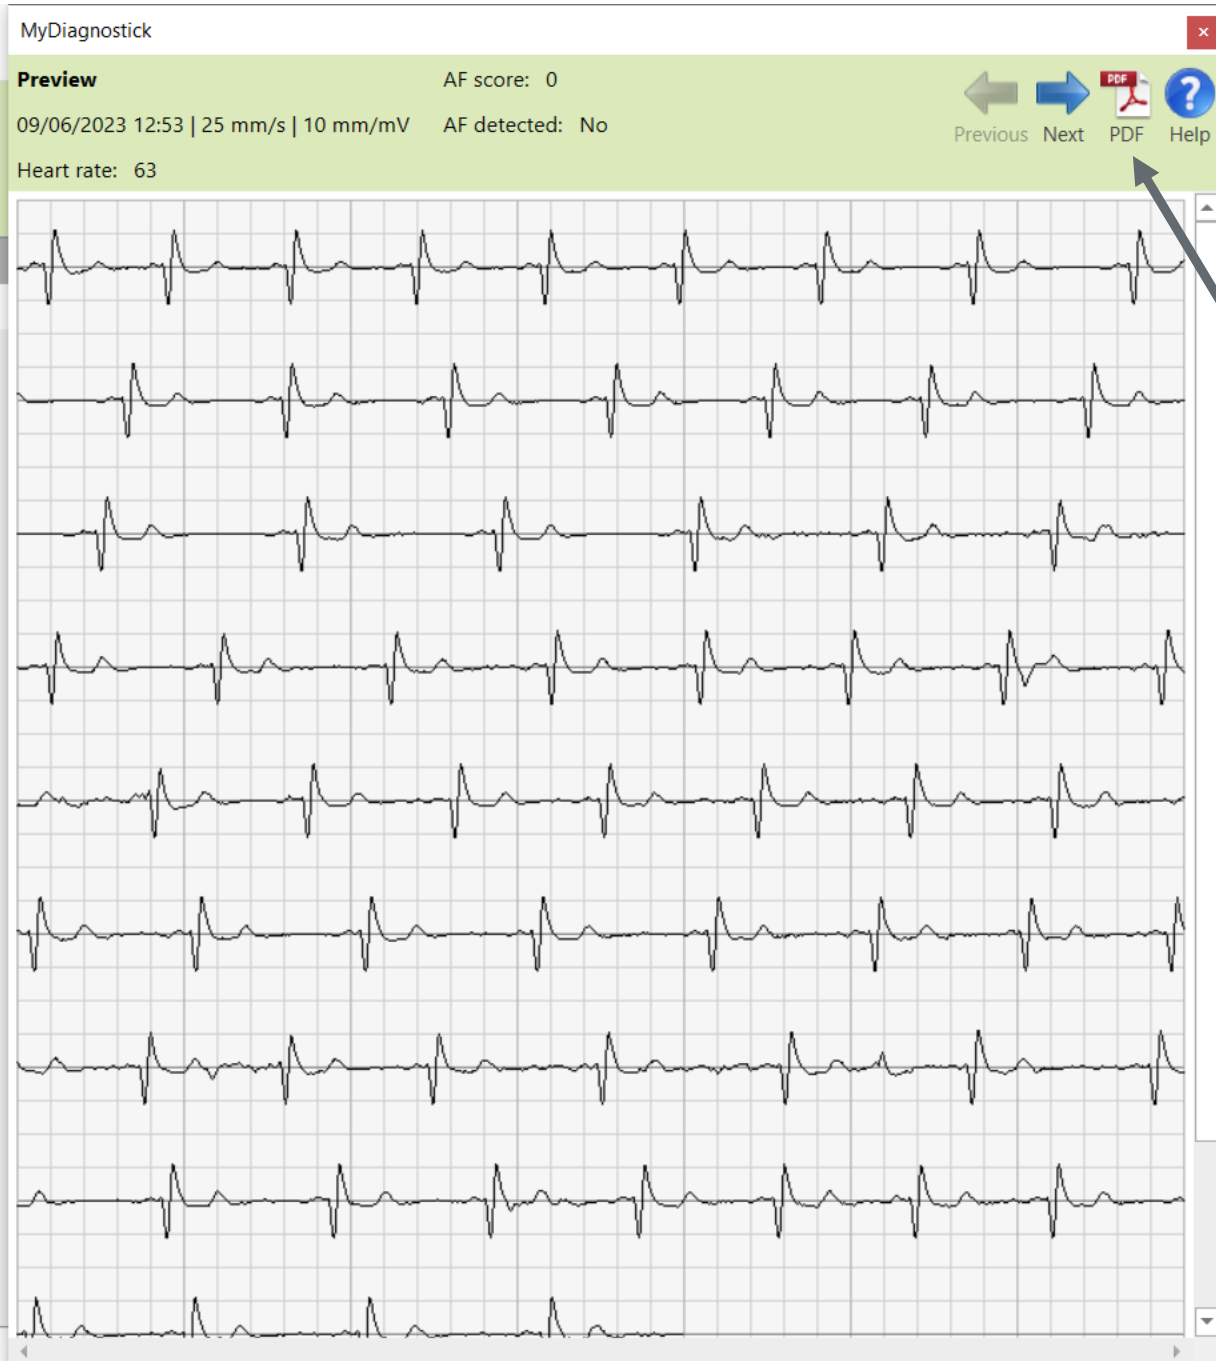 MyDiagnostick
Preview
AF score: 0
09/06/2023 12:53 | 25 mm/s | 10 mm/mV
AF detected: No
Heart rate: 63
PDF
?
Previous
Next
PDF
Help